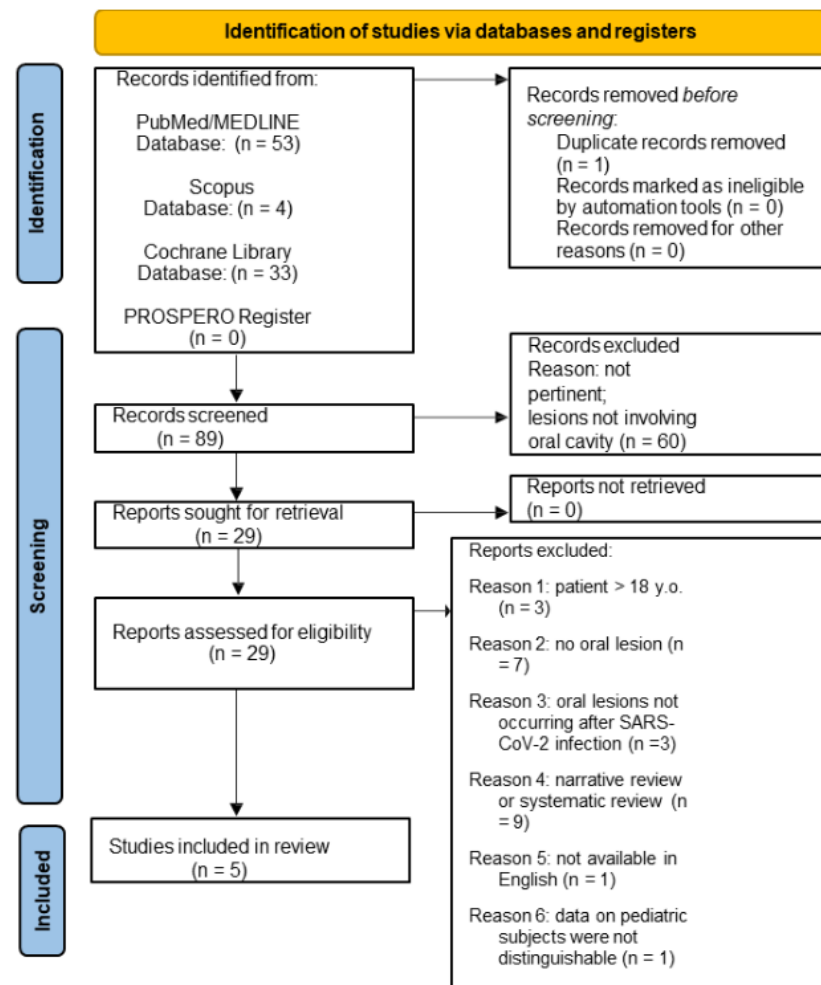 Identification of studies via databases and registers
Identification
Records identified from:
PubMed/MEDLINE
Database: (n = 53)
Scopus
Database: (n = 4)
Cochrane Library
Database: (n = 33)
PROSPERO Register
(n = 0)
Records removed before
screening:
Duplicate records removed
(n = 1)
Records marked as ineligible
by automation tools (n = 0)
Records removed for other
reasons (n = 0)
Screening
Records screened
(n = 89)
Records excluded
Reason: not
pertinent;
lesions not involving
oral cavity (n = 60)
Reports sought for retrieval
(n = 29)
Reports not retrieved
(n = 0)
Reports assessed for eligibility
(n = 29)
Reports excluded:
Reason 1: patient > 18 y.o.
(n = 3)
Reason 2: no oral lesion (n
= 7)
Reason 3: oral lesions not
occurring after SARS-
CoV-2 infection (n =3)
Reason 4: narrative review
or systematic review (n
= 9)
Reason 5: not available in
English (n = 1)
Reason 6: data on pediatric
subjects were not
distinguishable (n = 1)
Included
Studies included in review
(n = 5)